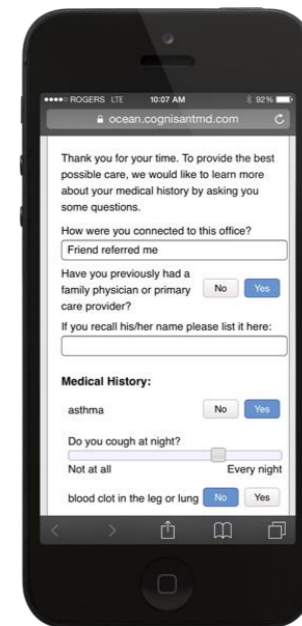 ROGERS LTE 10:07 AM 92%
ocean.cognisantmd.com
Thank you for your time. To provide the best
possible care, we would like to learn more
about your medical history by asking you
some questions.
How were you connected to this office?
Friend referred me
Have you previously had a
family physician or primary
care provider?
No Yes
If you recall his/her name please list it here:
Medical History:
asthma No Yes
Do you cough at night?
Not at all Every night
blood clot in the leg or lung No Yes